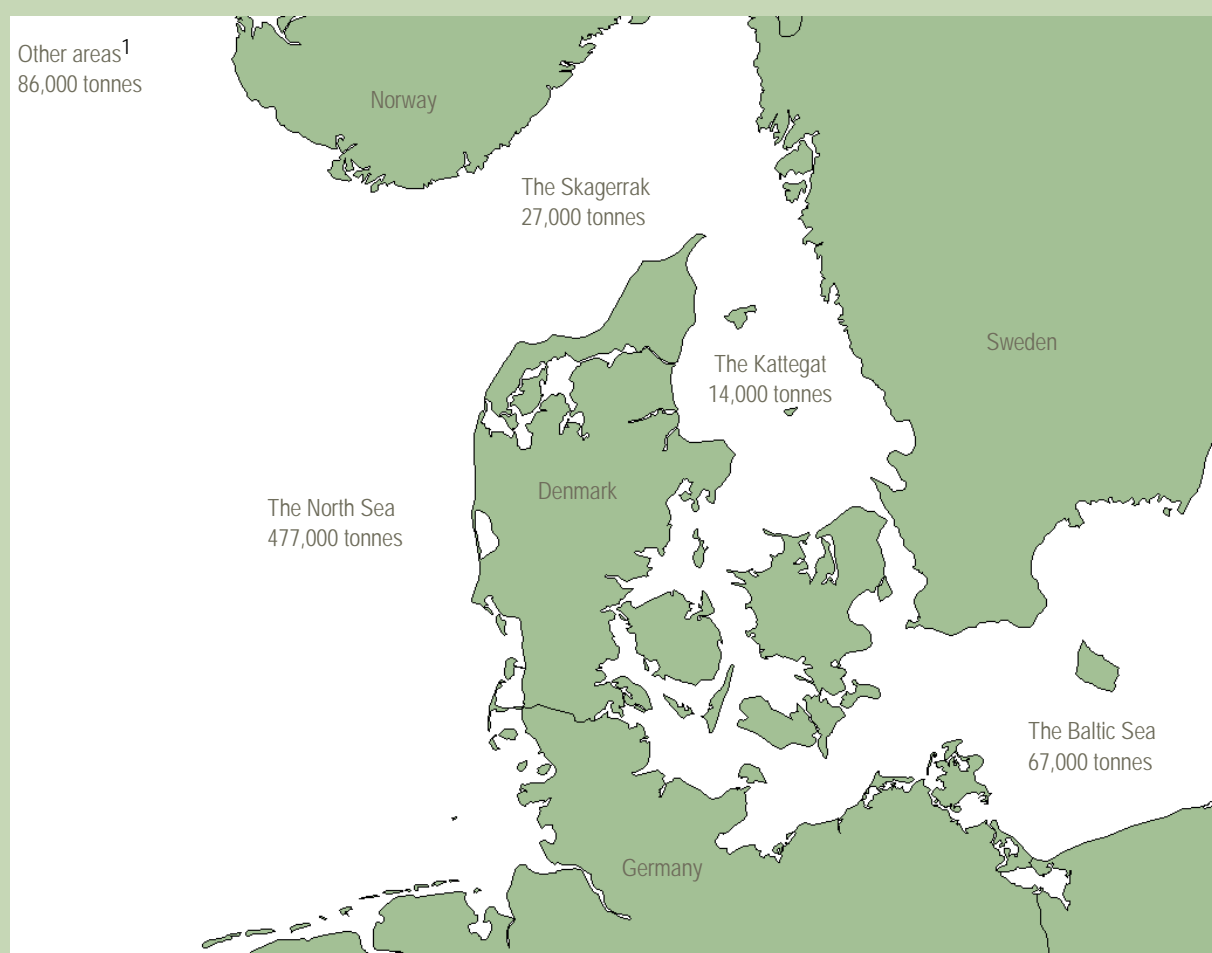 Other areas1
86,000 tonnes
Norway
The Skagerrak
27,000 tonnes
Sweden
The Kattegat
14,000 tonnes
Denmark
The North Sea
477,000 tonnes
The Baltic Sea
67,000 tonnes
Germany